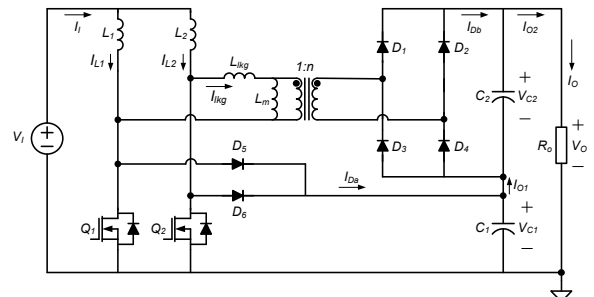 I_I L_1 L_2 D_1 D_2 I_Db I_O2
I_L1 I_L2 L_lkg 1:n I_O
I_lkg L_m C_2 + V_C2 −
V_I + − D_3 D_4 R_o + V_O −
D_5
D_6 I_Da I_O1
Q_1 Q_2 C_1 + V_C1 −